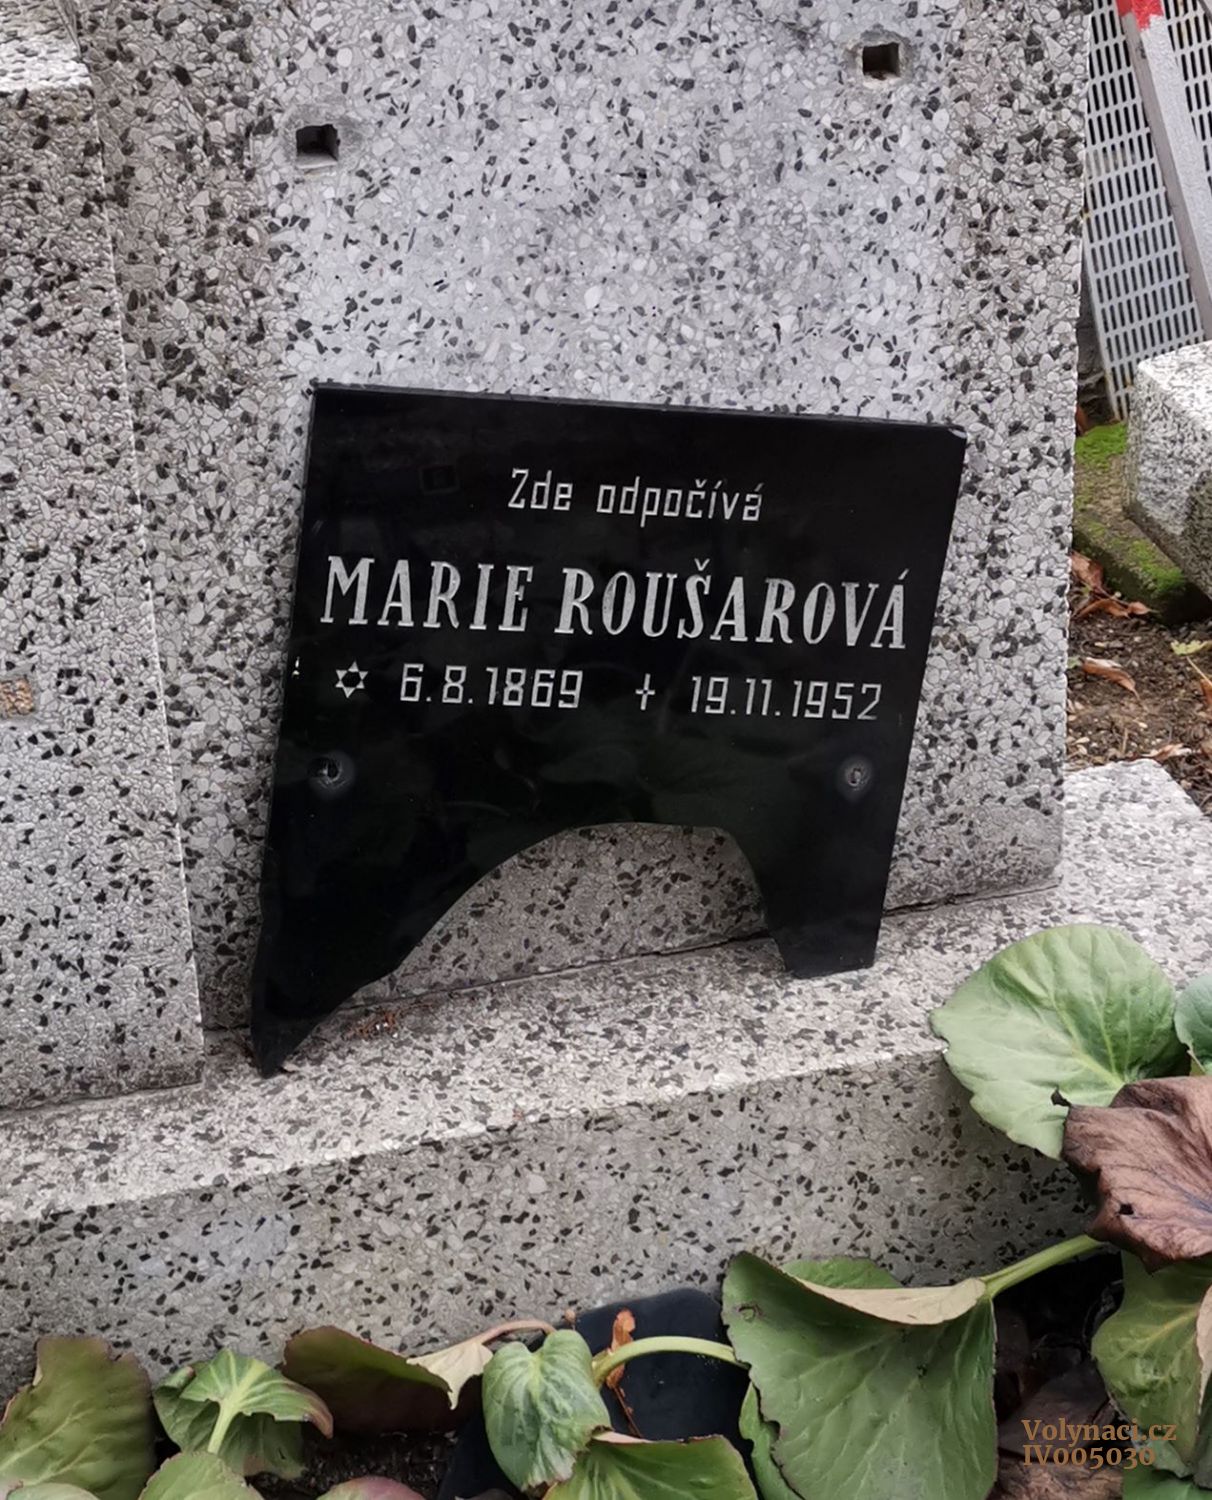 Zde odpočívá
MARIE ROUŠAROVÁ
✡ 6.8.1869 ✝ 19.11.1952
Volynaci.cz
IV005030